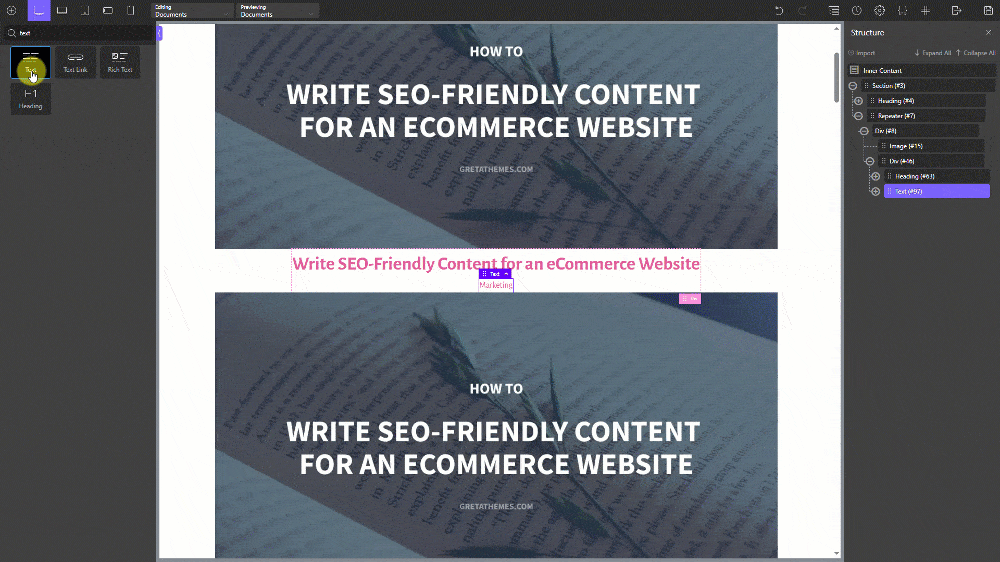 Editing
Documents
Previewing
Documents
text
Text
Text Link
Rich Text
Heading
HOW TO
WRITE SEO-FRIENDLY CONTENT
FOR AN ECOMMERCE WEBSITE
GRETATHEMES.COM
Write SEO-Friendly Content for an eCommerce Website
Text
Marketing
HOW TO
WRITE SEO-FRIENDLY CONTENT
FOR AN ECOMMERCE WEBSITE
GRETATHEMES.COM
Structure
Import
Expand All
Collapse All
Inner Content
Section (#3)
Heading (#4)
Repeater (#7)
Div (#8)
Image (#15)
Div (#46)
Heading (#63)
Text (#97)